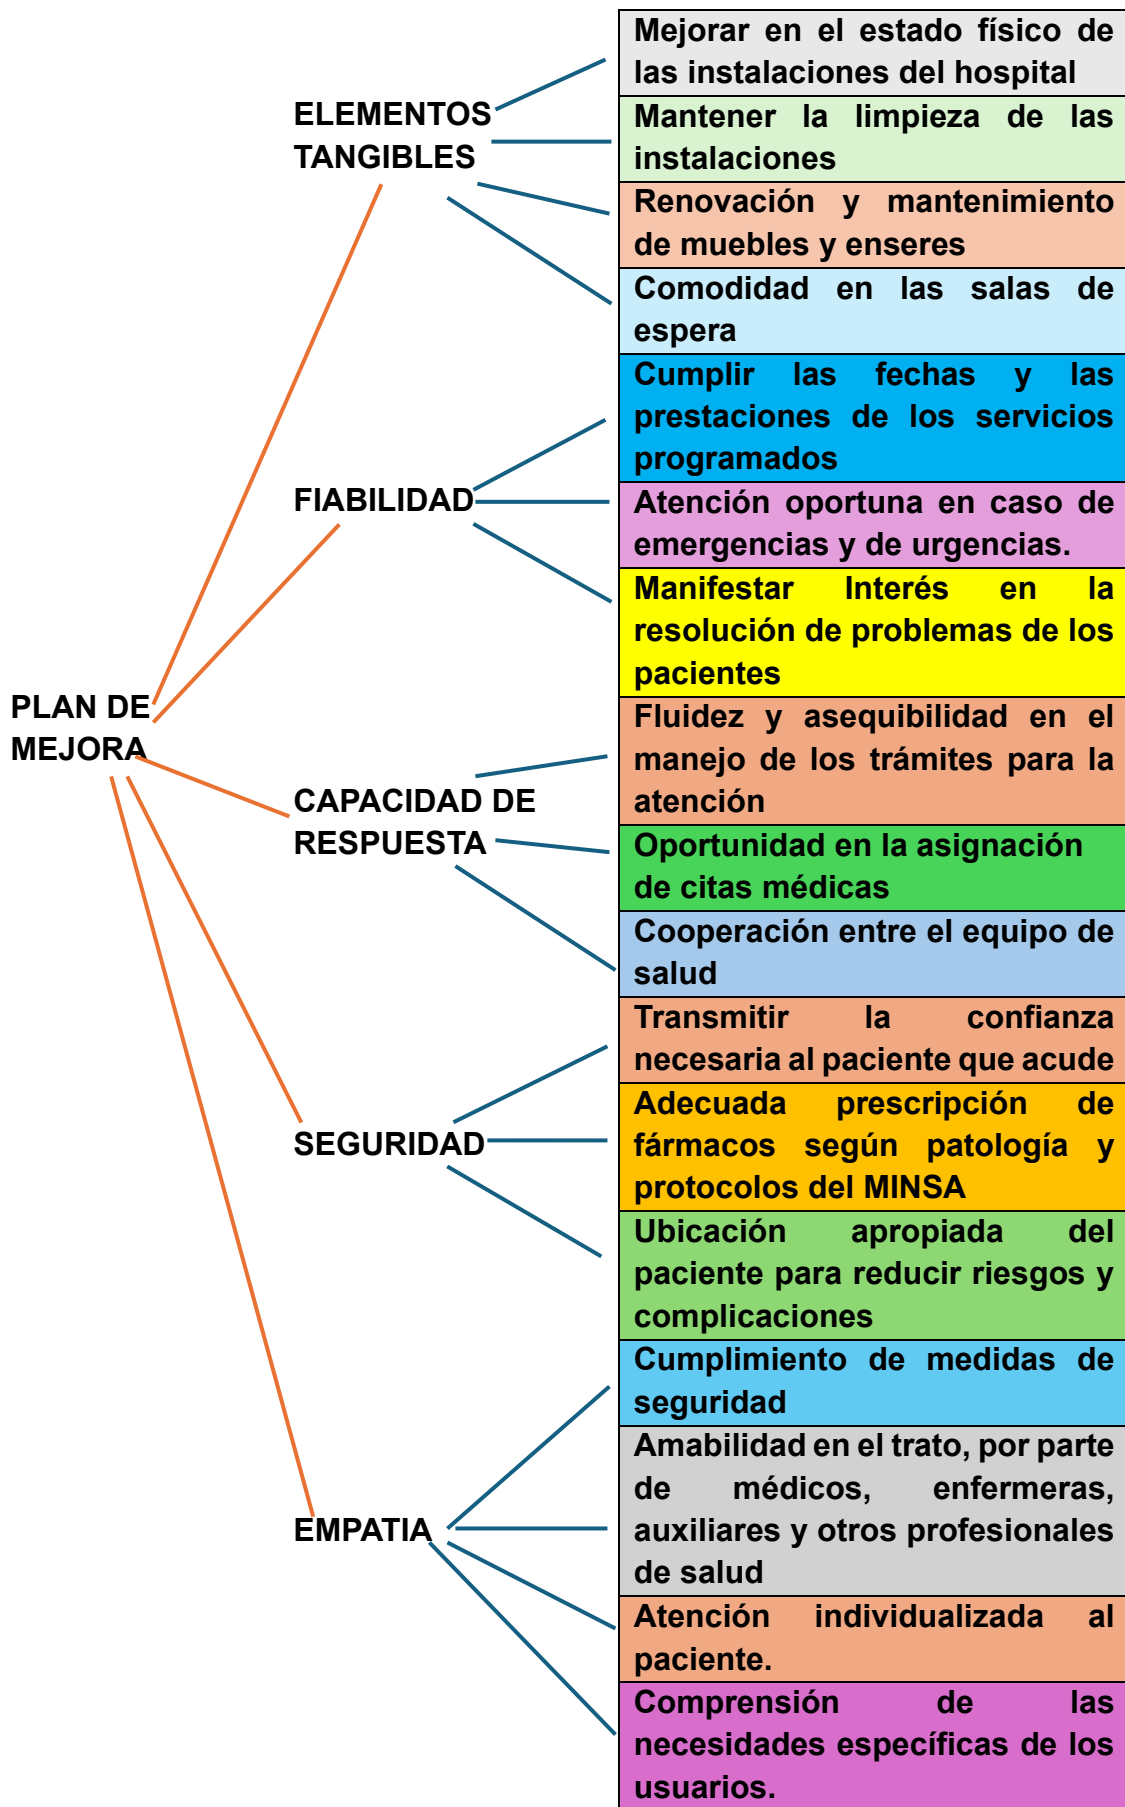 PLAN DE
MEJORA
ELEMENTOS
TANGIBLES
Mejorar en el estado físico de
las instalaciones del hospital
Mantener la limpieza de las
instalaciones
Renovación y mantenimiento
de muebles y enseres
Comodidad en las salas de
espera
FIABILIDAD
Cumplir las fechas y las
prestaciones de los servicios
programados
Atención oportuna en caso de
emergencias y de urgencias.
Manifestar Interés en la
resolución de problemas de los
pacientes
CAPACIDAD DE
RESPUESTA
Fluidez y asequibilidad en el
manejo de los trámites para la
atención
Oportunidad en la asignación
de citas médicas
Cooperación entre el equipo de
salud
SEGURIDAD
Transmitir la confianza
necesaria al paciente que acude
Adecuada prescripción de
fármacos según patología y
protocolos del MINSA
Ubicación apropiada del
paciente para reducir riesgos y
complicaciones
EMPATIA
Cumplimiento de medidas de
seguridad
Amabilidad en el trato, por parte
de médicos, enfermeras,
auxiliares y otros profesionales
de salud
Atención individualizada al
paciente.
Comprensión de las
necesidades específicas de los
usuarios.